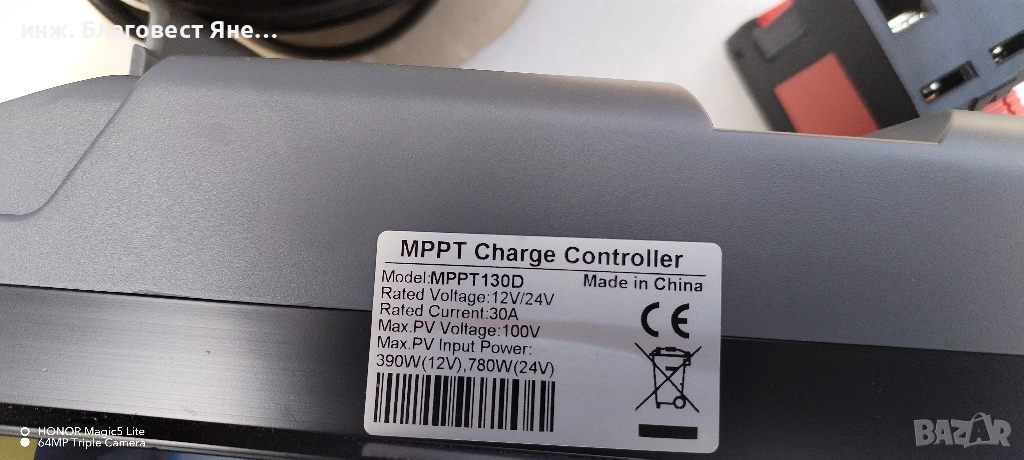 инж. Благовест Яне...
MPPT Charge Controller
Model:MPPT130D Made in China
Rated Voltage:12V/24V
Rated Current:30A
Max.PV Voltage:100V
Max.PV Input Power:
390W(12V),780W(24V)
CE
HONOR Magic5 Lite
64MP Triple Camera
BAZAR